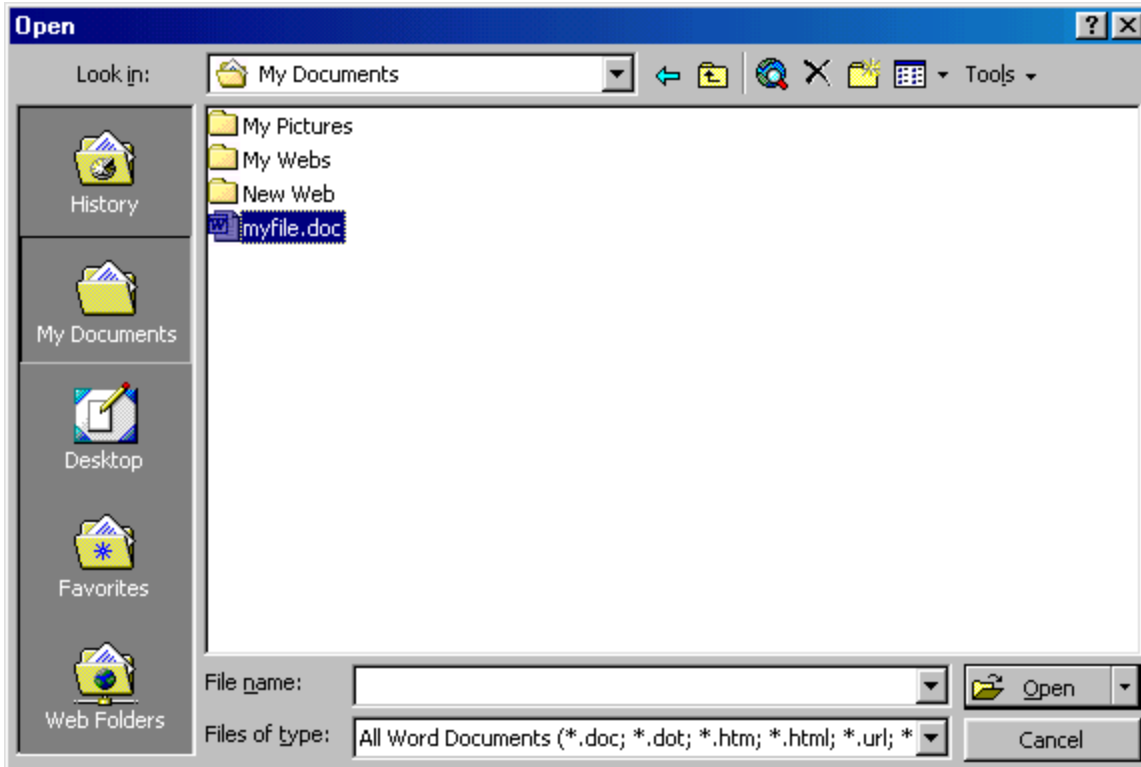 Open
Look in: My Documents Tools
My Pictures
My Webs
New Web
myfile.doc
History
My Documents
Desktop
Favorites
Web Folders
File name: Open
Files of type: All Word Documents (*.doc; *.dot; *.htm; *.html; *.url; * Cancel